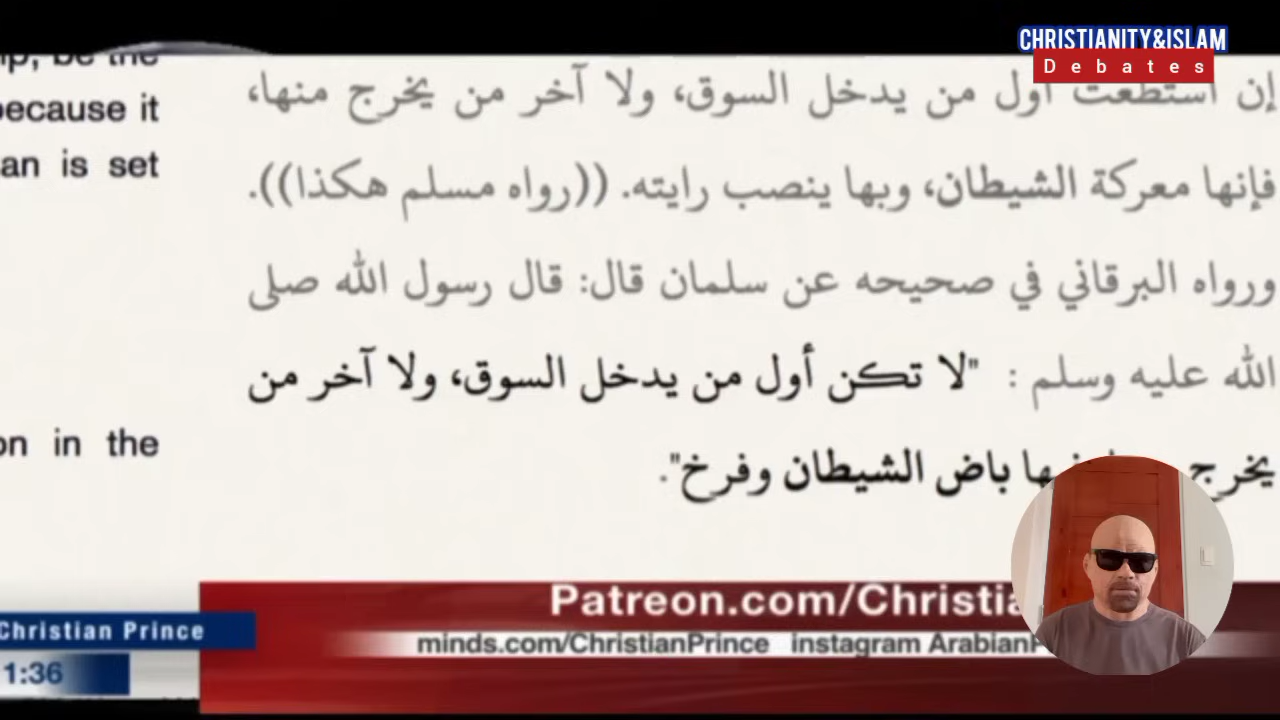 CHRISTIANITY&ISLAM
Debates
because it
an is set
on in the
إن استطعت أول من يدخل السوق، ولا آخر من يخرج منها،
فإنها معركة الشيطان، وبها ينصب رايته. ((رواه مسلم هكذا)).
ورواه البرقاني في صحيحه عن سلمان قال: قال رسول الله صلى
الله عليه وسلم : "لا تكن أول من يدخل السوق، ولا آخر من
يخرج باض الشيطان وفرخ".
Patreon.com/Christia
minds.com/ChristianPrince instagram ArabianP
Christian Prince
1:36